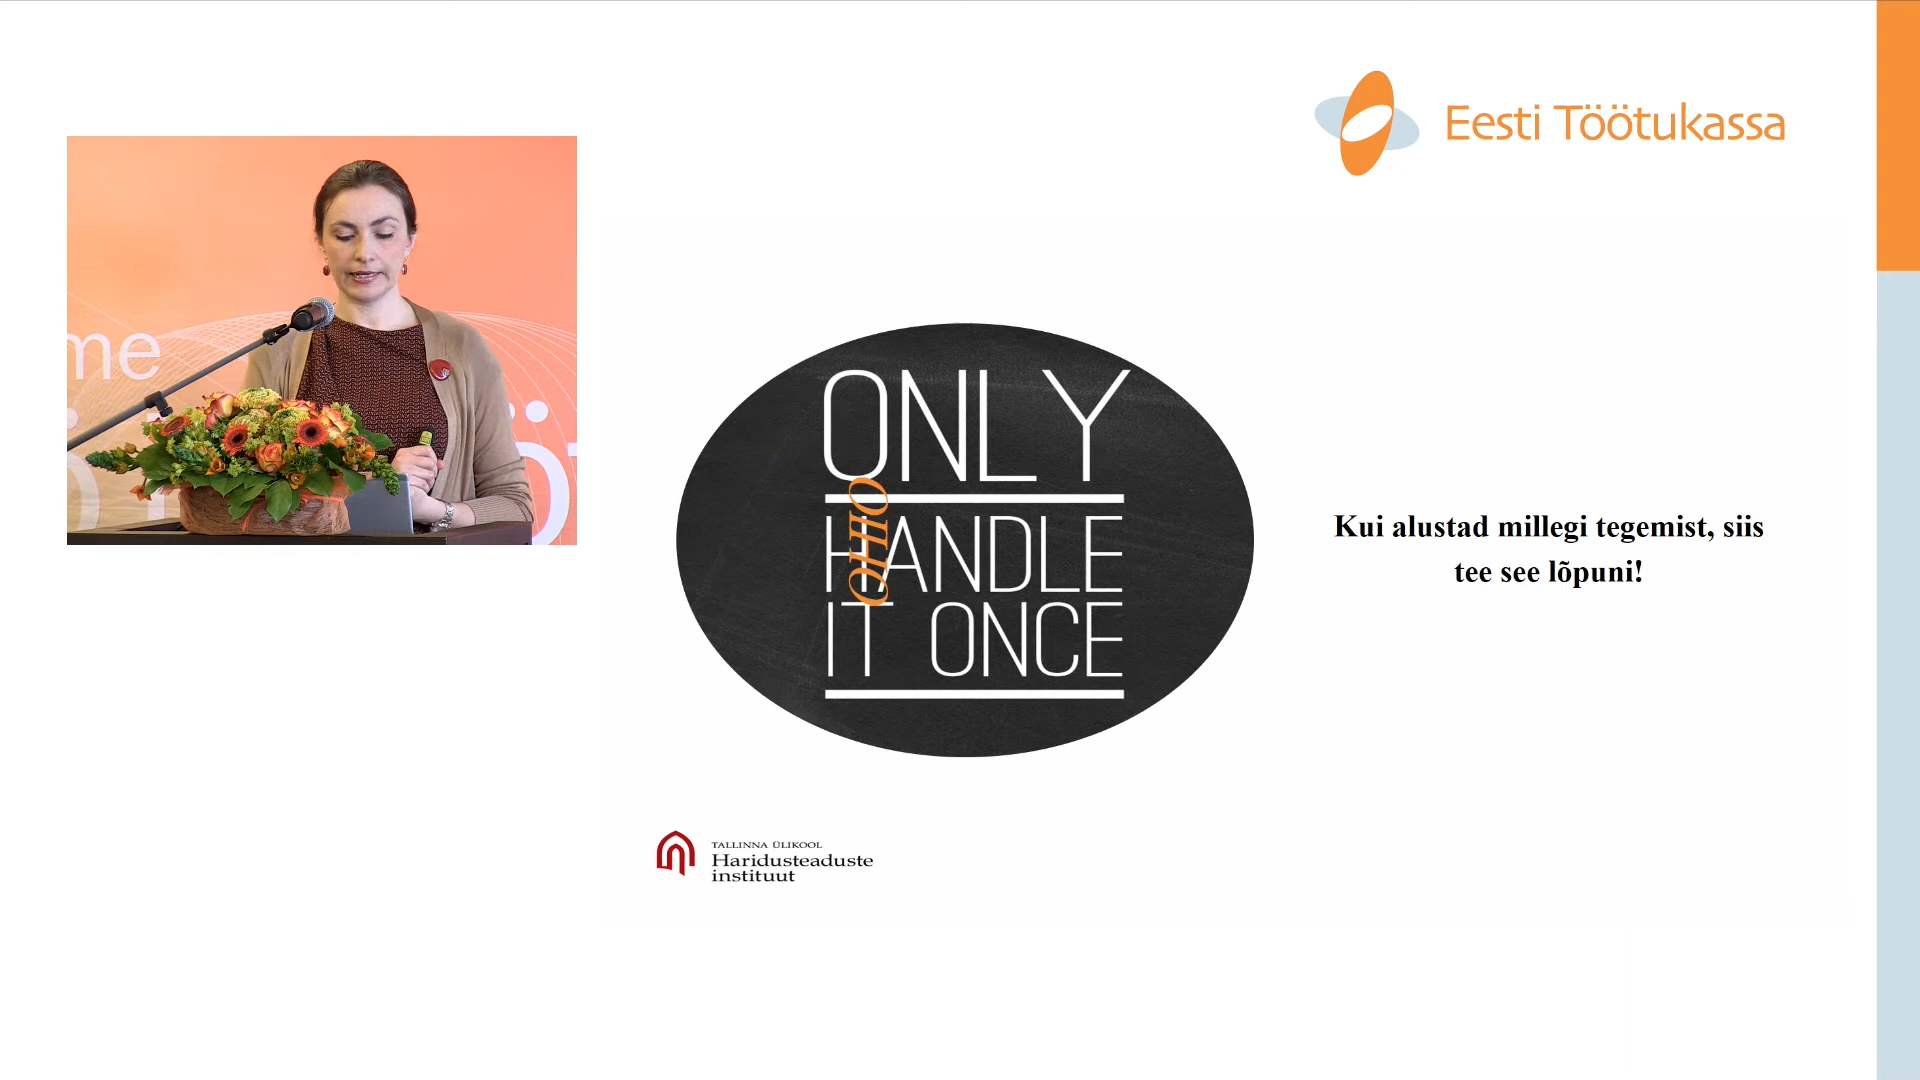 Eesti Töötukassa
me
ONLY
OHIO
HANDLE
IT ONCE
Kui alustad millegi tegemist, siis
tee see lõpuni!
TALLINNA ÜLIKOOL
Haridusteaduste
instituut